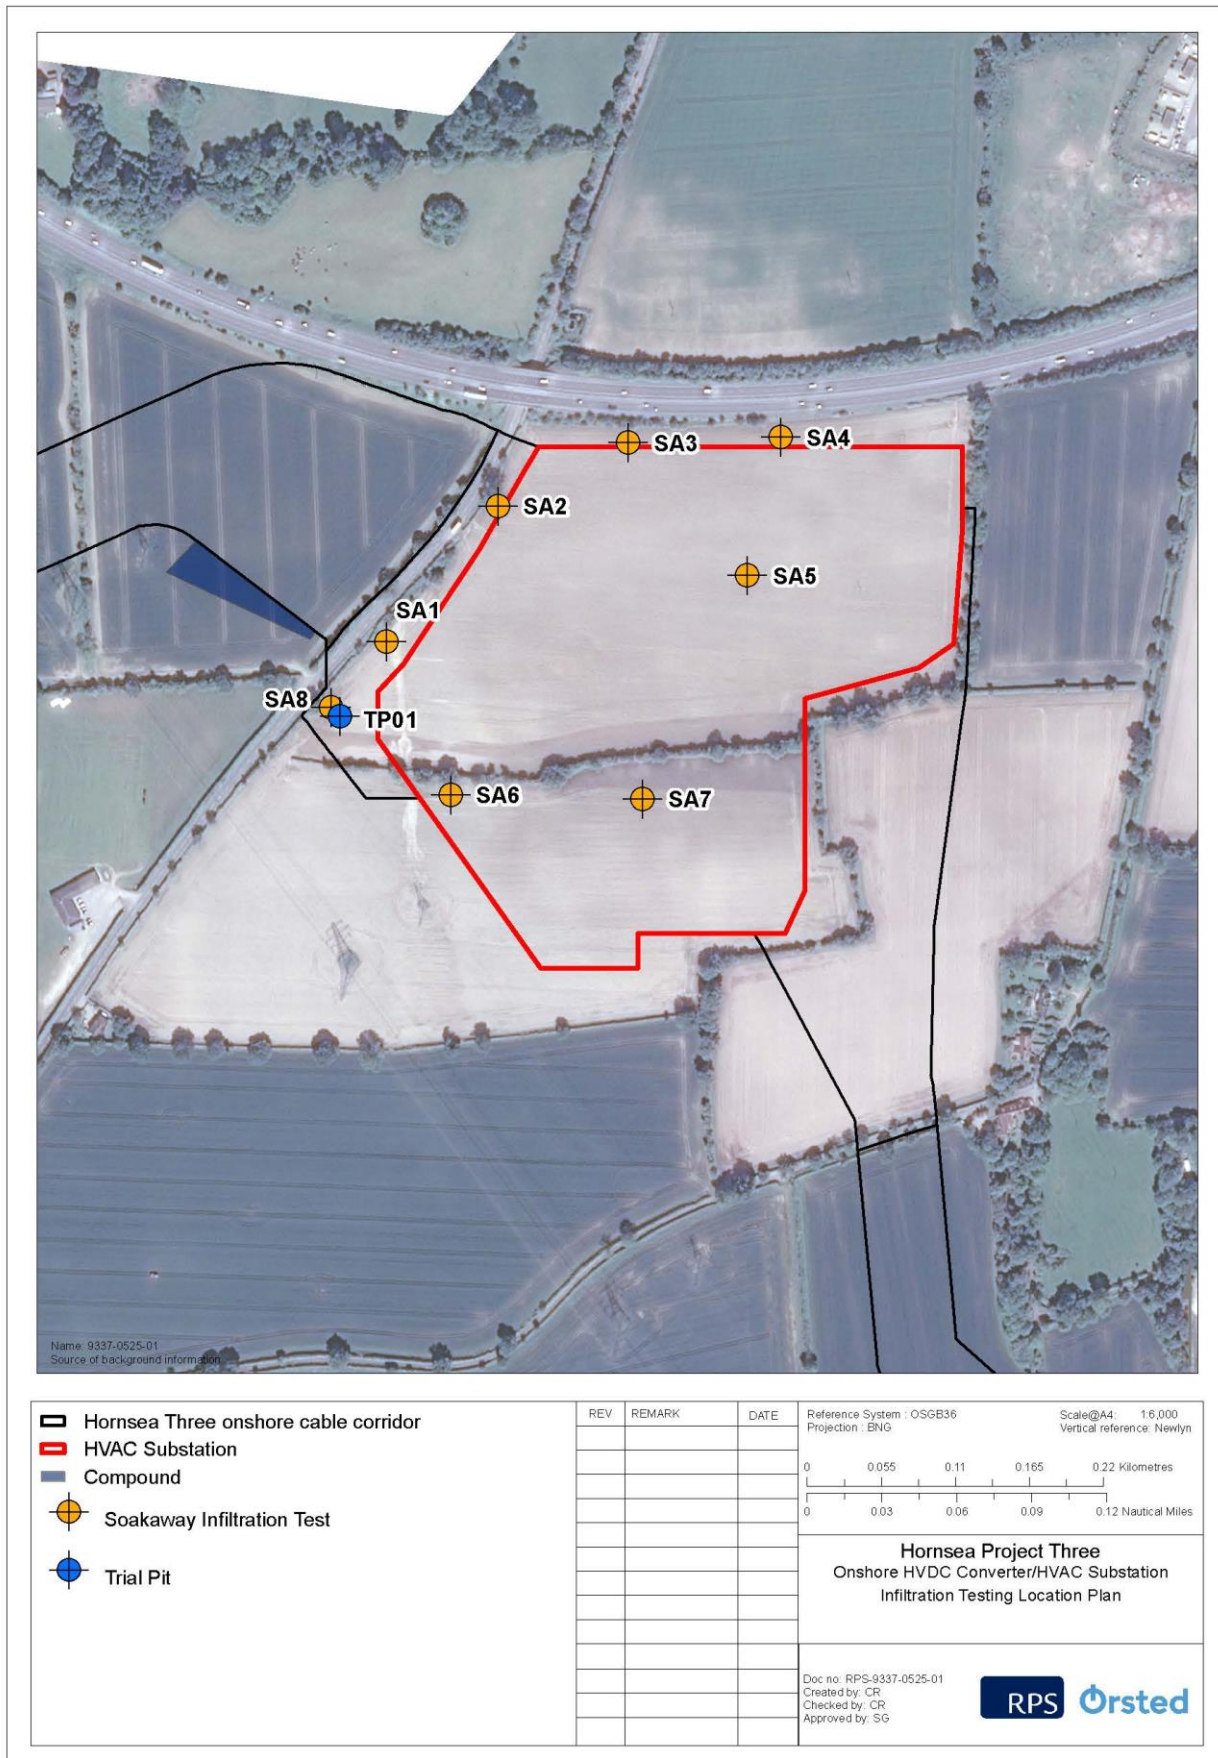 SA3
SA4
SA2
SA5
SA1
SA8
TP01
SA6
SA7
Name: 9337-0525-01
Source of background information
Hornsea Three onshore cable corridor
HVAC Substation
Compound
Soakaway Infiltration Test
Trial Pit
REV REMARK DATE
Reference System : OSGB36 Scale@A4: 1:6,000
Projection : BNG Vertical reference: Newlyn
0 0.055 0.11 0.165 0.22 Kilometres
0 0.03 0.06 0.09 0.12 Nautical Miles
Hornsea Project Three
Onshore HVDC Converter/HVAC Substation
Infiltration Testing Location Plan
Doc no: RPS-9337-0525-01
Created by: CR
Checked by: CR
Approved by: SG
RPS Orsted